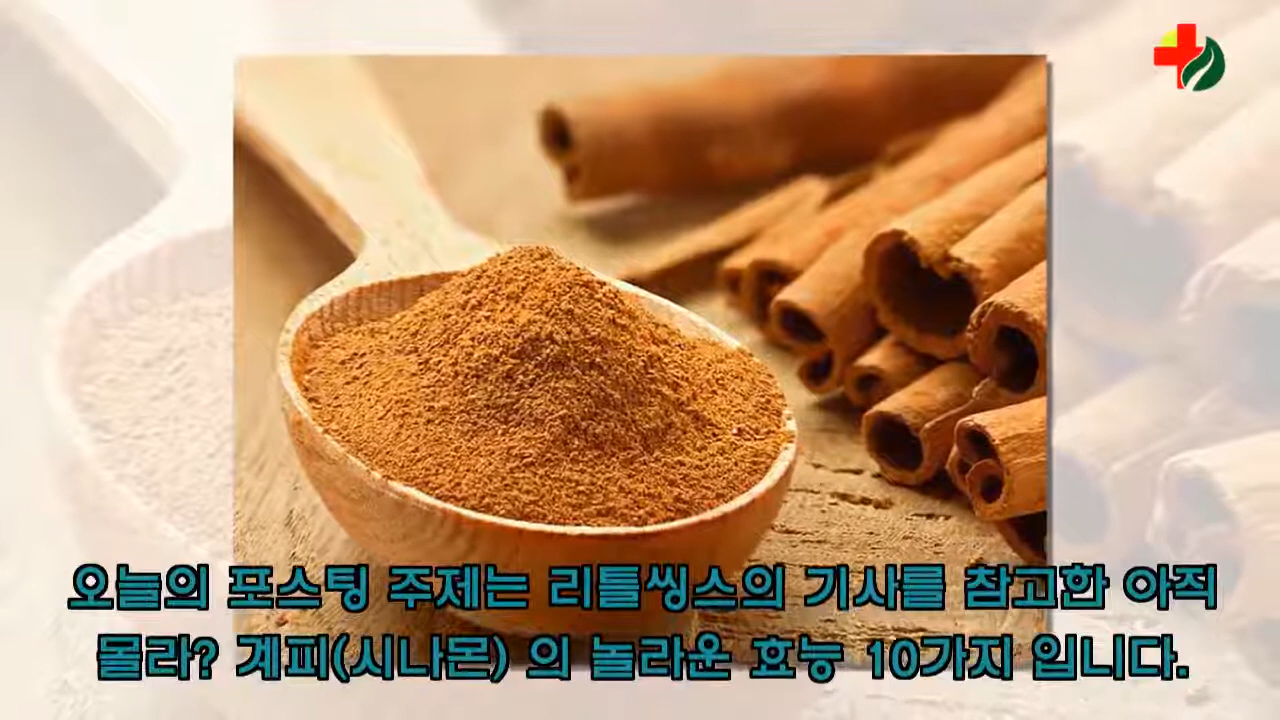 오늘의 포스팅 주제는 리틀씽스의 기사를 참고한 아직
몰라? 계피(시나몬) 의 놀라운 효능 10가지 입니다.